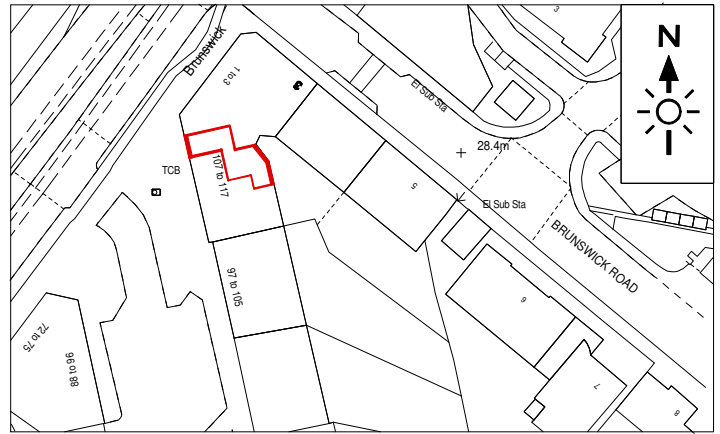 3
N
Brunswick
1 to 3
3
El Sub Sta
28.4m
TCB
107 to 117
5
El Sub Sta
BRUNSWICK ROAD
97 to 105
6
72 to 75
96 to 88
7
8